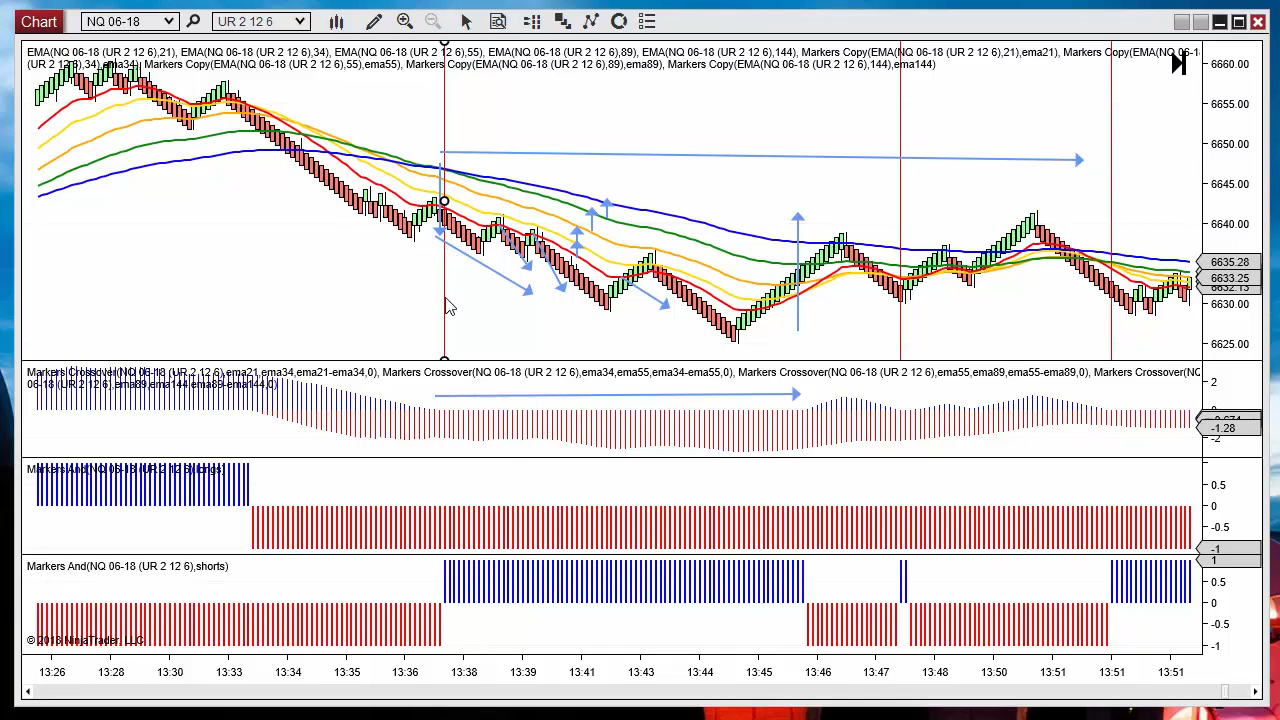 Chart NQ 06-18 UR 2 12 6
EMA(NQ 06-18 (UR 2 12 6),21), EMA(NQ 06-18 (UR 2 12 6),34), EMA(NQ 06-18 (UR 2 12 6),55), EMA(NQ 06-18 (UR 2 12 6),89), EMA(NQ 06-18 (UR 2 12 6),144), Markers Copy(EMA(NQ 06-18 (UR 2 12 6),21),ema21), Markers Copy(EMA(NQ 06-1
(UR 2 12 6),34),ema34), Markers Copy(EMA(NQ 06-18 (UR 2 12 6),55),ema55), Markers Copy(EMA(NQ 06-18 (UR 2 12 6),89),ema89), Markers Copy(EMA(NQ 06-18 (UR 2 12 6),144),ema144)
6660.00
6655.00
6650.00
6645.00
6640.00
6635.28
6633.25
6630.00
6625.00
Markers Crossover(NQ 06-18 (UR 2 12 6),ema21,ema34,ema21-ema34,0), Markers Crossover(NQ 06-18 (UR 2 12 6),ema34,ema55,ema34-ema55,0), Markers Crossover(NQ 06-18 (UR 2 12 6),ema55,ema89,ema55-ema89,0), Markers Crossover(NQ
06-18 (UR 2 12 6),ema89,ema144,ema89-ema144,0)
2
-1.28
-2
Markers And(NQ 06-18 (UR 2 12 6),longs)
0.5
0
-0.5
-1
Markers And(NQ 06-18 (UR 2 12 6),shorts)
1
0.5
0
-0.5
-1
© 2018 NinjaTrader, LLC
13:26 13:28 13:30 13:33 13:34 13:35 13:36 13:38 13:39 13:41 13:43 13:44 13:45 13:46 13:47 13:48 13:50 13:51 13:51